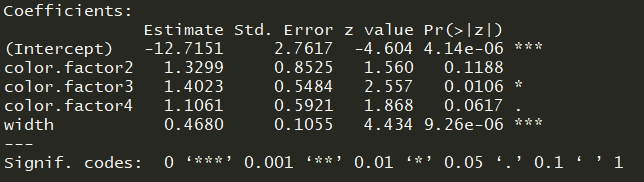 Coefficients:
Estimate Std. Error z value Pr(>|z|)
(Intercept) -12.7151 2.7617 -4.604 4.14e-06 ***
color.factor2 1.3299 0.8525 1.560 0.1188
color.factor3 1.4023 0.5484 2.557 0.0106 *
color.factor4 1.1061 0.5921 1.868 0.0617 .
width 0.4680 0.1055 4.434 9.26e-06 ***
---
Signif. codes: 0 ‘***’ 0.001 ‘**’ 0.01 ‘*’ 0.05 ‘.’ 0.1 ‘ ’ 1